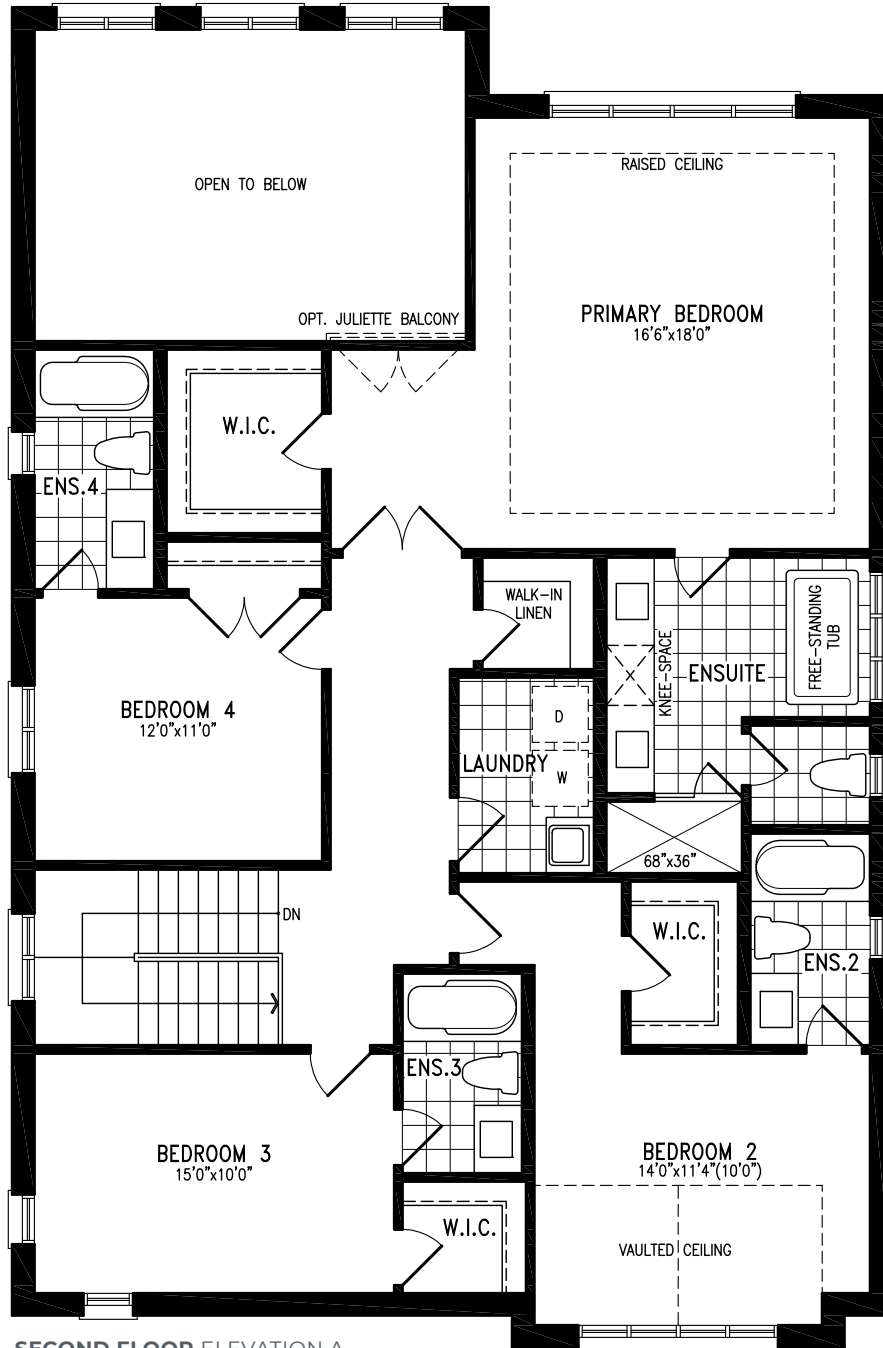 OPEN TO BELOW
RAISED CEILING
OPT. JULIETTE BALCONY
PRIMARY BEDROOM
16'6"x18'0"
W.I.C.
ENS.4
WALK-IN
LINEN
KNEE-SPACE
ENSUITE
FREE-STANDING
TUB
BEDROOM 4
12'0"x11'0"
D
LAUNDRY
W
68"x36"
DN
W.I.C.
ENS.2
ENS.3
BEDROOM 3
15'0"x10'0"
BEDROOM 2
14'0"x11'4"(10'0")
W.I.C.
VAULTED CEILING
SECOND FLOOR ELEVATION A